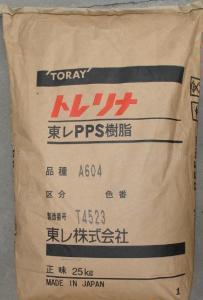 'TORAY'
トレリナ
東レPPS樹脂
品種 A604
区分 色番
製造番号 T4523
東レ株式会社
正味 25kg
MADE IN JAPAN 1